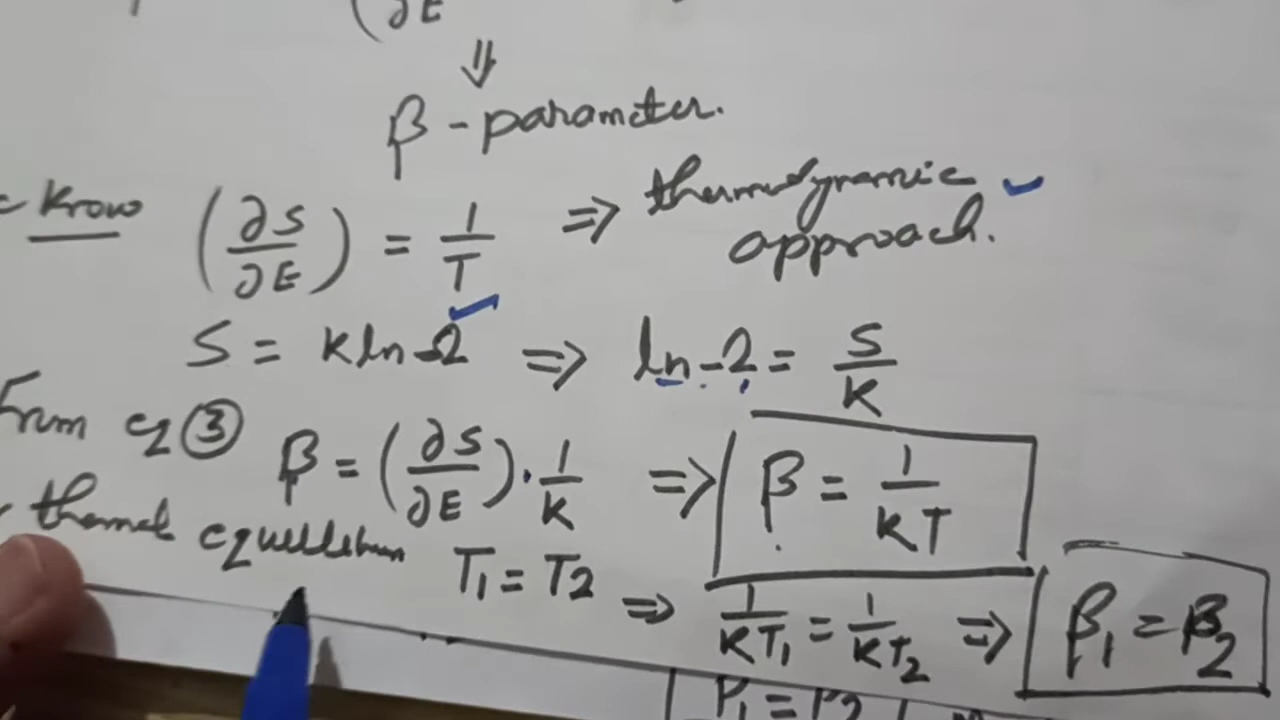 (∂E
⇓
β - parameter.
Know (∂S/∂E) = 1/T ⇒ thermodynamic approach.
S = K ln Ω ⇒ ln Ω = S/K
From eq ③ β = (∂S/∂E) · 1/K ⇒ β = 1/KT
thermal equilibrium T₁ = T2 ⇒ 1/KT₁ = 1/KT₂ ⇒ β₁ = β₂
P₁ = P2